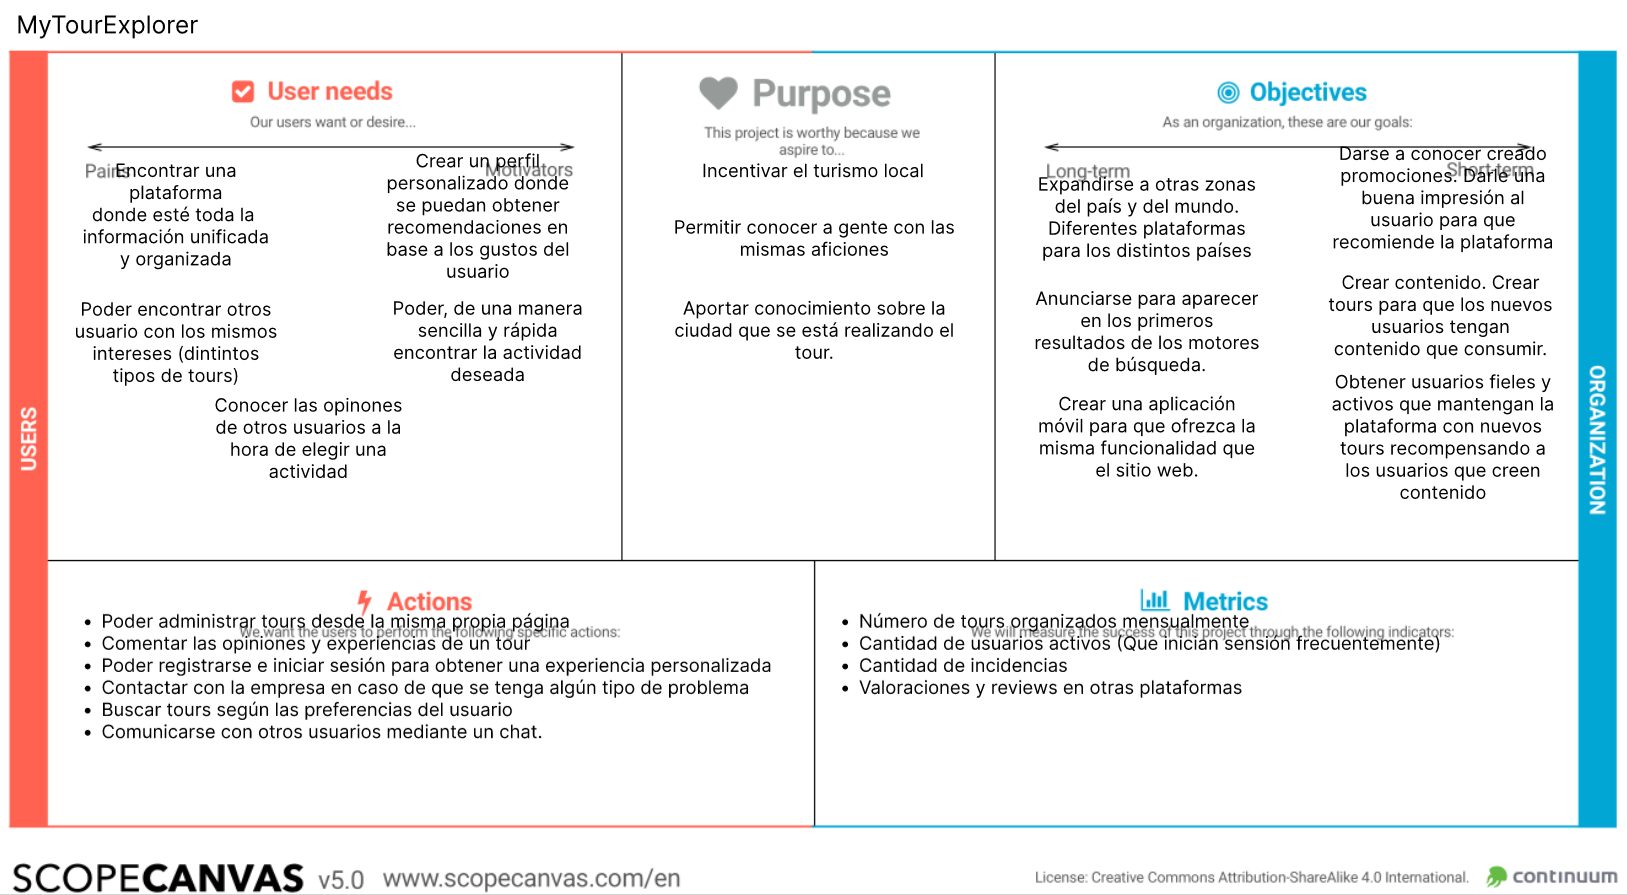 MyTourExplorer
USERS
User needs
Our users want or desire...
Pains
Motivators
Encontrar una
plataforma
donde esté toda la
información unificada
y organizada
Crear un perfil
personalizado donde
se puedan obtener
recomendaciones en
base a los gustos del
usuario
Poder encontrar otros
usuario con los mismos
intereses (dintintos
tipos de tours)
Poder, de una manera
sencilla y rápida
encontrar la actividad
deseada
Conocer las opinones
de otros usuarios a la
hora de elegir una
actividad
Purpose
This project is worthy because we
aspire to...
Incentivar el turismo local
Permitir conocer a gente con las
mismas aficiones
Aportar conocimiento sobre la
ciudad que se está realizando el
tour.
Objectives
As an organization, these are our goals:
Long-term
Short-term
Expandirse a otras zonas
del país y del mundo.
Diferentes plataformas
para los distintos países
Darse a conocer creado
promociones. Darle una
buena impresión al
usuario para que
recomiende la plataforma
Anunciarse para aparecer
en los primeros
resultados de los motores
de búsqueda.
Crear contenido. Crear
tours para que los nuevos
usuarios tengan
contenido que consumir.
Crear una aplicación
móvil para que ofrezca la
misma funcionalidad que
el sitio web.
Obtener usuarios fieles y
activos que mantengan la
plataforma con nuevos
tours recompensando a
los usuarios que creen
contenido
ORGANIZATION
Actions
We want the users to perform the following specific actions:
• Poder administrar tours desde la misma propia página
• Comentar las opiniones y experiencias de un tour
• Poder registrarse e iniciar sesión para obtener una experiencia personalizada
• Contactar con la empresa en caso de que se tenga algún tipo de problema
• Buscar tours según las preferencias del usuario
• Comunicarse con otros usuarios mediante un chat.
Metrics
We will measure the success of this project through the following indicators:
• Número de tours organizados mensualmente
• Cantidad de usuarios activos (Que inician sensión frecuentemente)
• Cantidad de incidencias
• Valoraciones y reviews en otras plataformas
SCOPECANVAS v5.0 www.scopecanvas.com/en
License: Creative Commons Attribution-ShareAlike 4.0 International.
continuum